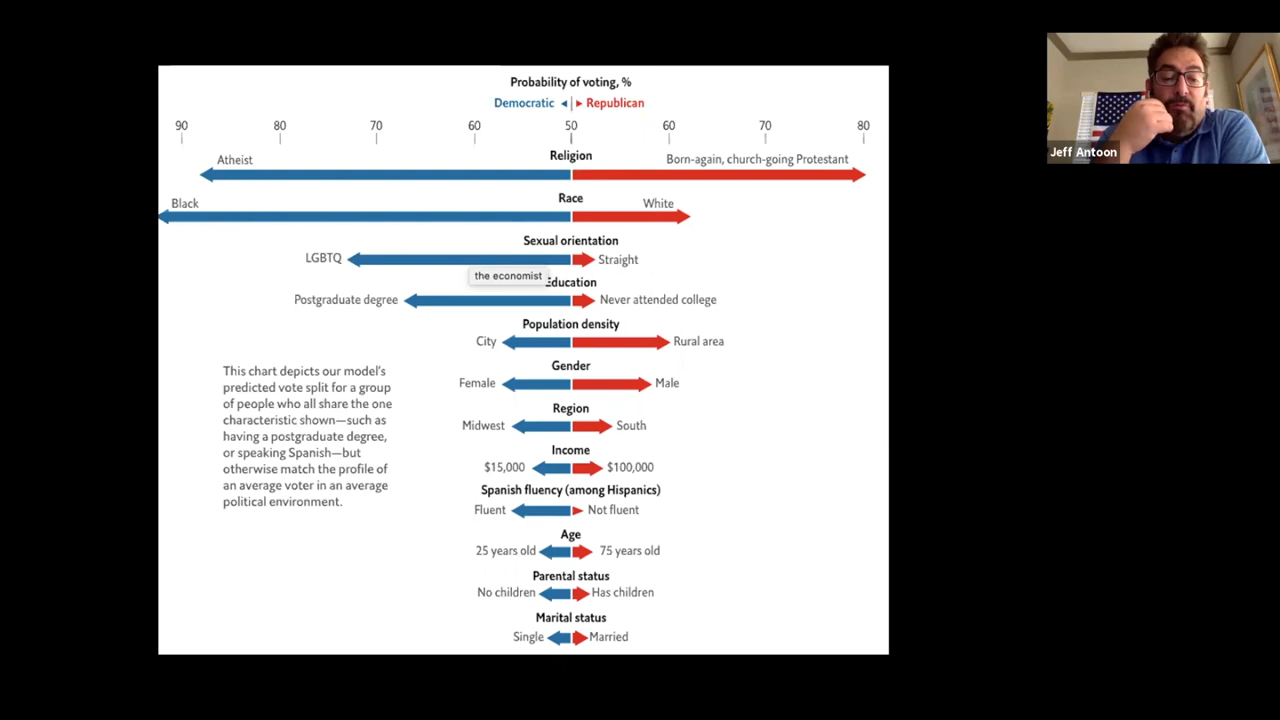 Probability of voting, %
Democratic ◄ | ► Republican
90 80 70 60 50 60 70 80
Religion
Atheist Born-again, church-going Protestant
Race
Black White
Sexual orientation
LGBTQ Straight
the economist
Education
Postgraduate degree Never attended college
Population density
City Rural area
Gender
Female Male
Region
Midwest South
Income
$15,000 $100,000
Spanish fluency (among Hispanics)
Fluent Not fluent
Age
25 years old 75 years old
Parental status
No children Has children
Marital status
Single Married
This chart depicts our model's
predicted vote split for a group
of people who all share the one
characteristic shown—such as
having a postgraduate degree,
or speaking Spanish—but
otherwise match the profile of
an average voter in an average
political environment.
Jeff Antoon